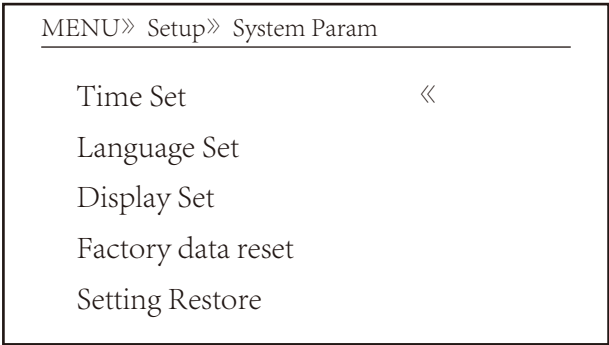 MENU》 Setup》 System Param
Time Set 《
Language Set
Display Set
Factory data reset
Setting Restore